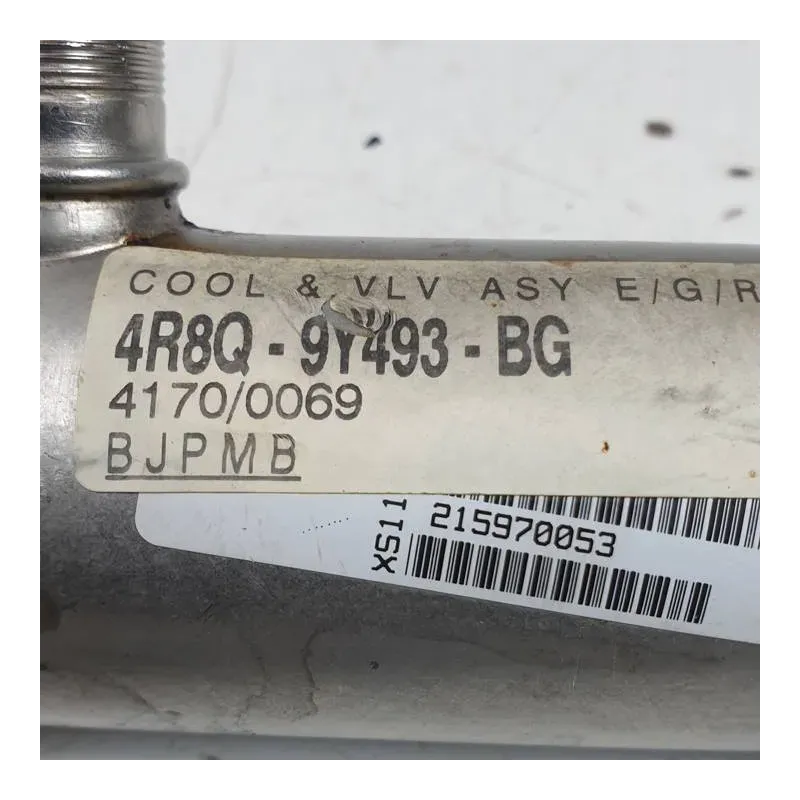 COOL & VLV ASY E/G/R
4R8Q - 9Y493 - BG
4170/0069
BJPMB
XS11
215970053